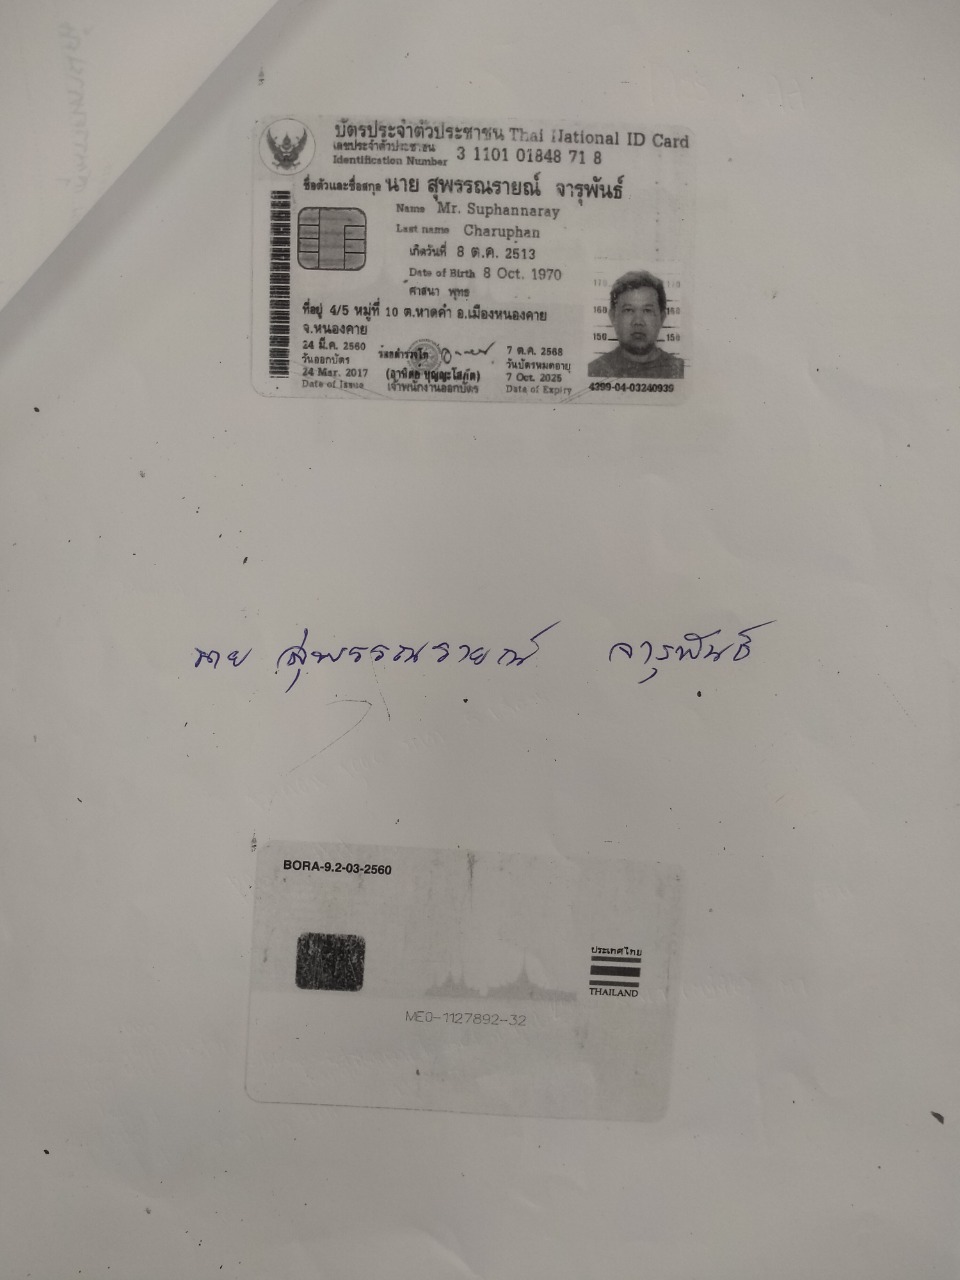 บัตรประจำตัวประชาชน Thai National ID Card
เลขประจำตัวประชาชน
Identification Number 3 1101 01848 71 8
ชื่อตัวและชื่อสกุล นาย สุพรรณรายณ์ จารุพันธ์
Name Mr. Suphannaray
Last name Charuphan
เกิดวันที่ 8 ต.ค. 2513
Date of Birth 8 Oct. 1970
ศาสนา พุทธ
ที่อยู่ 4/5 หมู่ที่ 10 ต.หาดคำ อ.เมืองหนองคาย
จ.หนองคาย
24 มี.ค. 2560
วันออกบัตร
24 Mar. 2017
Date of Issue
เจ้าพนักงานออกบัตร
7 ต.ค. 2568
วันบัตรหมดอายุ
7 Oct. 2025
Date of Expiry
170 170
160 160
150 150
4399-04-03240939
นาย สุพรรณรายณ์ จารุพันธ์
BORA-9.2-03-2560
ประเทศไทย
THAILAND
ME0-1127892-32